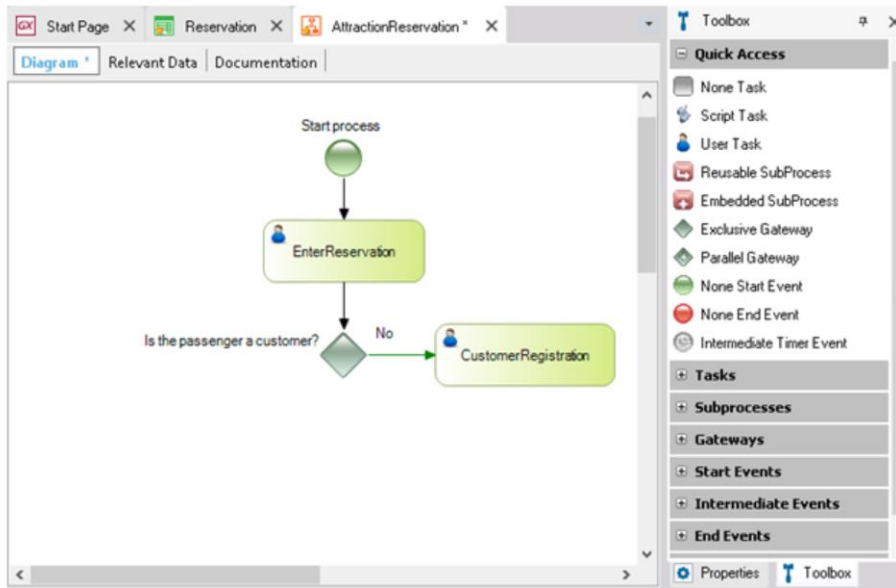 GX Start Page Reservation AttractionReservation *
Diagram * Relevant Data Documentation
Start process
EnterReservation
Is the passenger a customer?
No
CustomerRegistration
Toolbox
Quick Access
None Task
Script Task
User Task
Reusable SubProcess
Embedded SubProcess
Exclusive Gateway
Parallel Gateway
None Start Event
None End Event
Intermediate Timer Event
Tasks
Subprocesses
Gateways
Start Events
Intermediate Events
End Events
Properties Toolbox